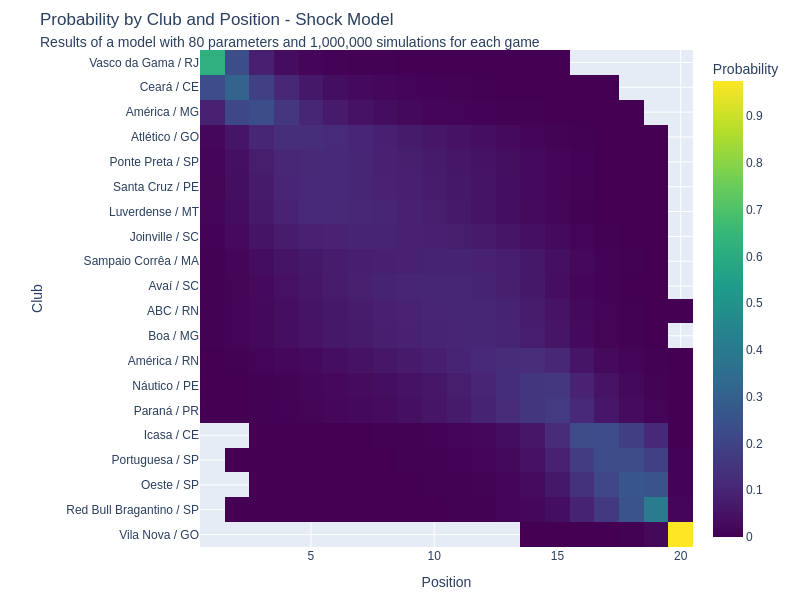 Probability by Club and Position - Shock Model
Results of a model with 80 parameters and 1,000,000 simulations for each game
Probability
Vasco da Gama / RJ
Ceará / CE
América / MG
Atlético / GO
Ponte Preta / SP
Santa Cruz / PE
Luverdense / MT
Joinville / SC
Sampaio Corrêa / MA
Avaí / SC
ABC / RN
Boa / MG
América / RN
Náutico / PE
Paraná / PR
Icasa / CE
Portuguesa / SP
Oeste / SP
Red Bull Bragantino / SP
Vila Nova / GO
Club
5
10
15
20
Position
0.9
0.8
0.7
0.6
0.5
0.4
0.3
0.2
0.1
0